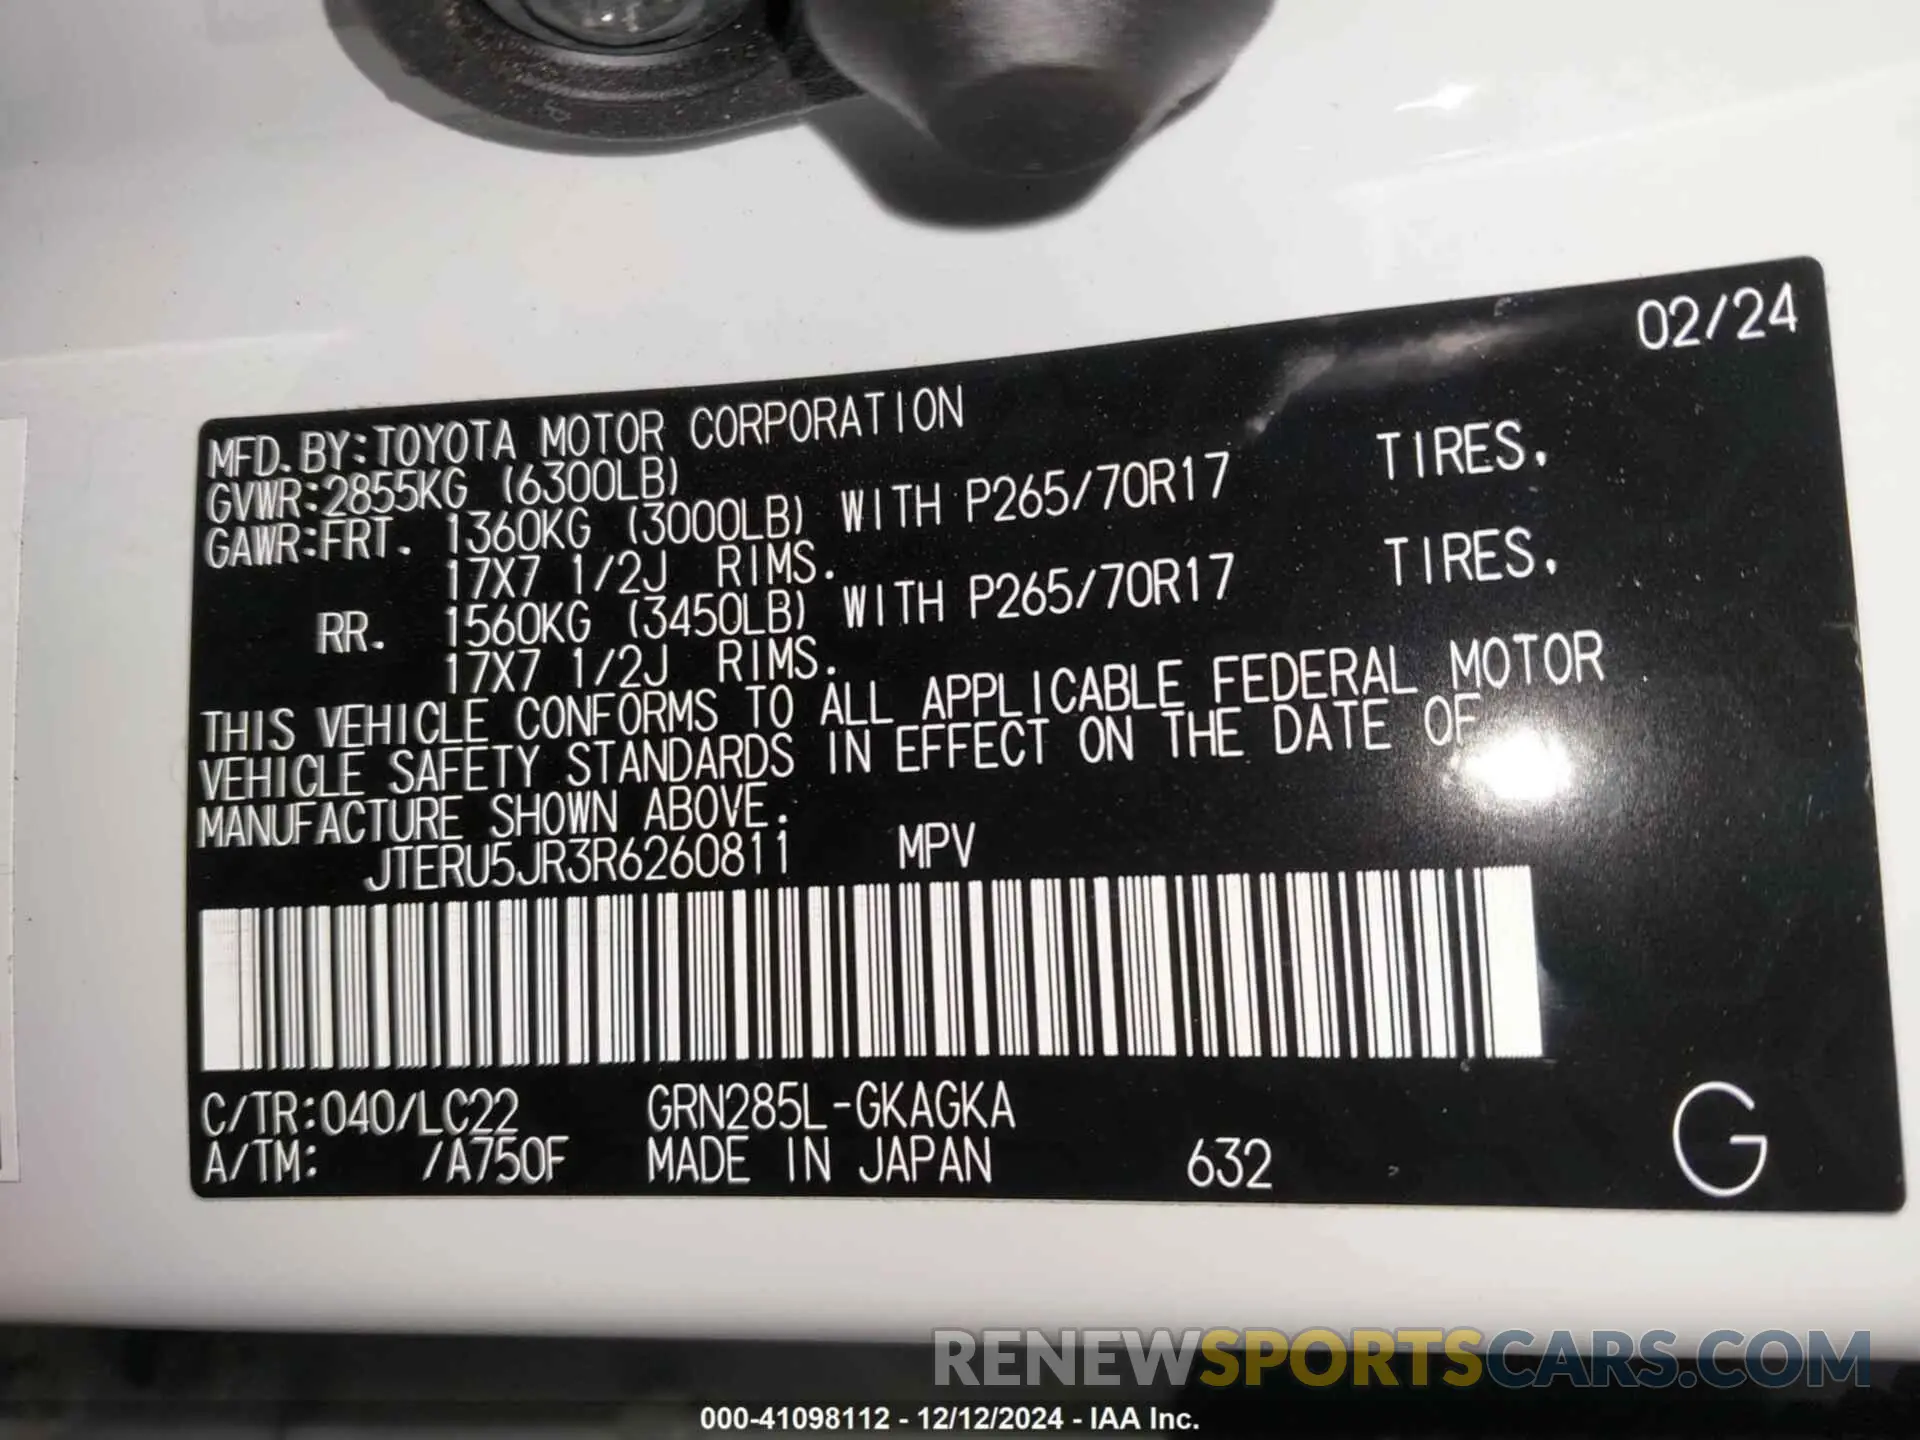 02/24
MFD.BY:TOYOTA MOTOR CORPORATION
GVWR:2855KG (6300LB)
GAWR:FRT. 1360KG (3000LB) WITH P265/70R17 TIRES,
17X7 1/2J RIMS.
RR. 1560KG (3450LB) WITH P265/70R17 TIRES,
17X7 1/2J RIMS.
THIS VEHICLE CONFORMS TO ALL APPLICABLE FEDERAL MOTOR
VEHICLE SAFETY STANDARDS IN EFFECT ON THE DATE OF
MANUFACTURE SHOWN ABOVE.
JTERU5JR3R6260811 MPV
C/TR:040/LC22 GRN285L-GKAGKA
A/TM: /A750F MADE IN JAPAN 632
G
RENEWSPORTSCARS.COM
000-41098112 - 12/12/2024 - IAA Inc.